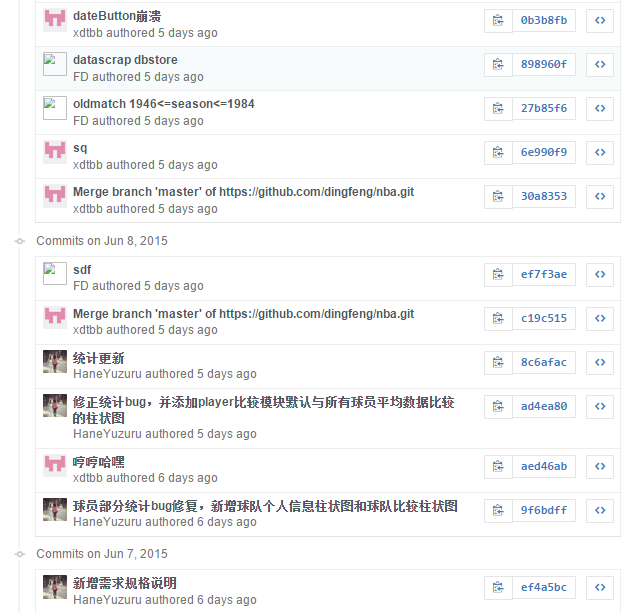 dateButton崩溃
0b3b8fb
xdtbb authored 5 days ago
datascrap dbstore
898960f
FD authored 5 days ago
oldmatch 1946<=season<=1984
27b85f6
FD authored 5 days ago
sq
6e990f9
xdtbb authored 5 days ago
Merge branch 'master' of https://github.com/dingfeng/nba.git
30a8353
xdtbb authored 5 days ago
Commits on Jun 8, 2015
sdf
ef7f3ae
FD authored 5 days ago
Merge branch 'master' of https://github.com/dingfeng/nba.git
c19c515
xdtbb authored 5 days ago
统计更新
8c6afac
HaneYuzuru authored 5 days ago
修正统计bug，并添加player比较模块默认与所有球员平均数据比较
的柱状图
ad4ea80
HaneYuzuru authored 5 days ago
哼哼哈嘿
aed46ab
xdtbb authored 6 days ago
球员部分统计bug修复，新增球队个人信息柱状图和球队比较柱状图
9f6bdff
HaneYuzuru authored 6 days ago
Commits on Jun 7, 2015
新增需求规格说明
ef4a5bc
HaneYuzuru authored 6 days ago